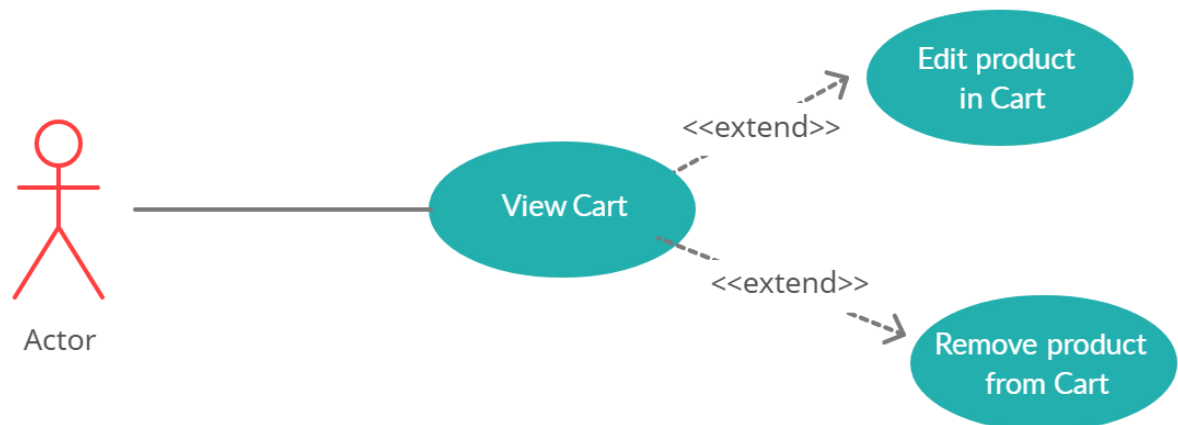 Edit product
in Cart
<<extend>>
View Cart
<<extend>>
Actor
Remove product
from Cart